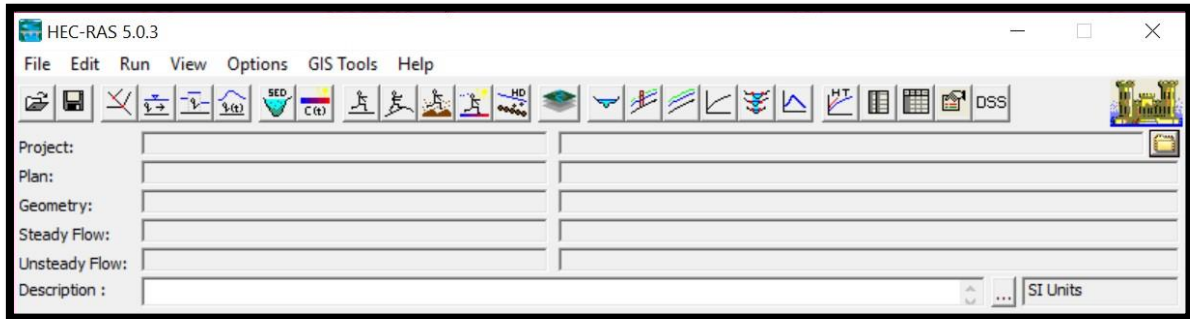 HEC-RAS 5.0.3
File Edit Run View Options GIS Tools Help
SED C(t) HD HT DSS
Project:
Plan:
Geometry:
Steady Flow:
Unsteady Flow:
Description :
... SI Units